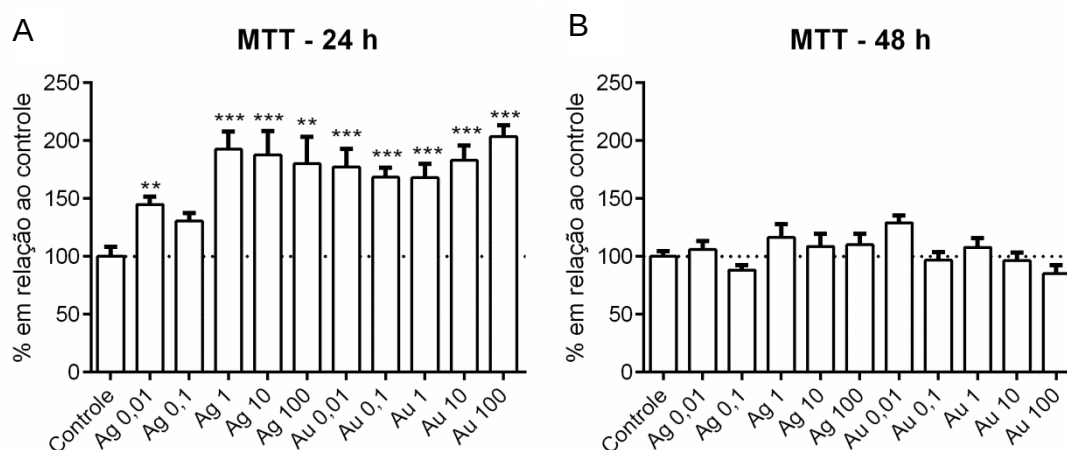 A
MTT - 24 h
% em relação ao controle
250
200
150
100
50
0
**
***
***
**
***
***
***
***
***
Controle
Ag 0,01
Ag 0,1
Ag 1
Ag 10
Ag 100
Au 0,01
Au 0,1
Au 1
Au 10
Au 100
B
MTT - 48 h
% em relação ao controle
250
200
150
100
50
0
Controle
Ag 0,01
Ag 0,1
Ag 1
Ag 10
Ag 100
Au 0,01
Au 0,1
Au 1
Au 10
Au 100